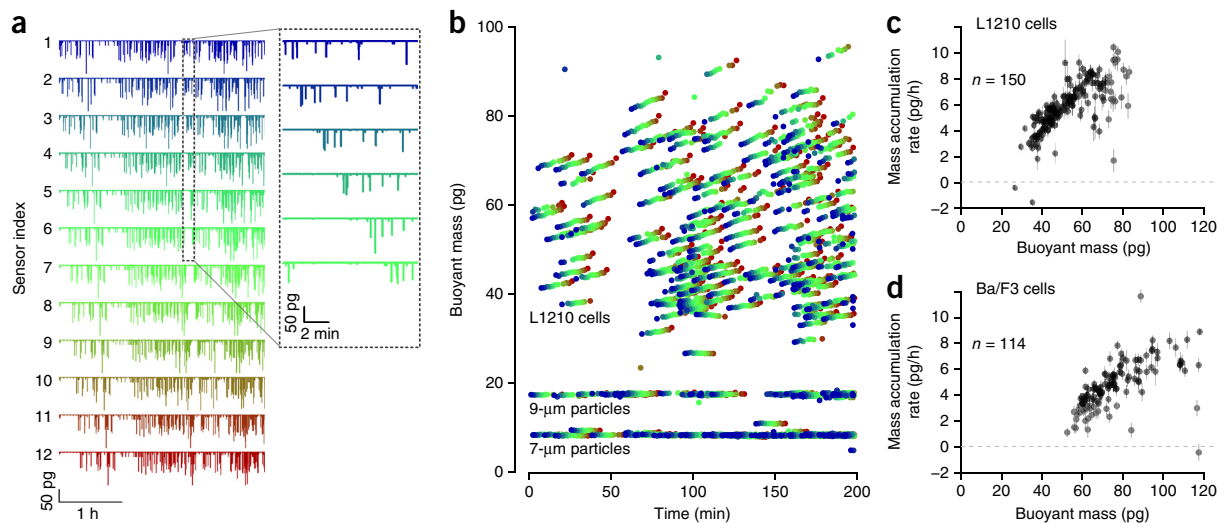 a
Sensor index
1
2
3
4
5
6
7
8
9
10
11
12
50 pg
1 h
50 pg
2 min
b
Buoyant mass (pg)
100
80
60
40
20
0
L1210 cells
9-μm particles
7-μm particles
0
50
100
150
200
Time (min)
c
L1210 cells
n = 150
Mass accumulation
rate (pg/h)
10
8
6
4
2
0
−2
0 20 40 60 80 100 120
Buoyant mass (pg)
d
Ba/F3 cells
n = 114
Mass accumulation
rate (pg/h)
10
8
6
4
2
0
−2
0 20 40 60 80 100 120
Buoyant mass (pg)